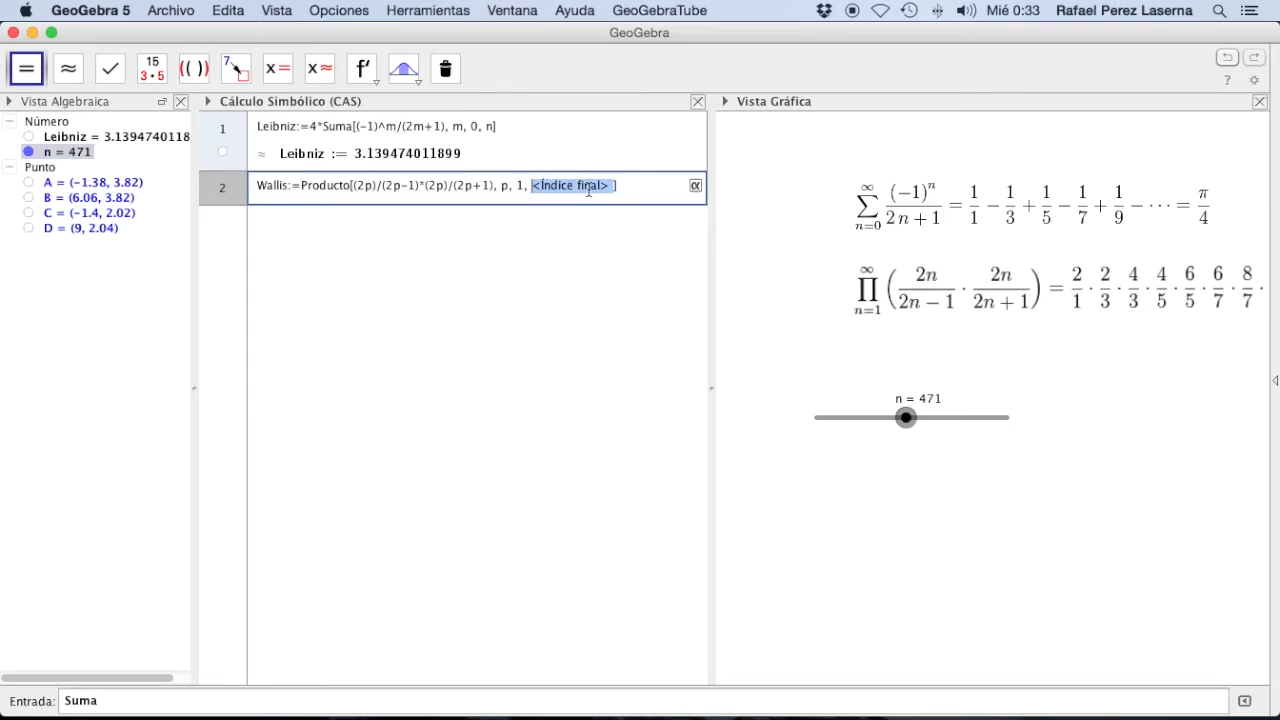 GeoGebra 5 Archivo Edita Vista Opciones Herramientas Ventana Ayuda GeoGebraTube Mié 0:33 Rafael Perez Laserna
GeoGebra
= ≈ ✓ 15 3·5 (( )) 7 x= x≈ f′
?
Vista Algebraica
Número
Leibniz = 3.1394740118
n = 471
Punto
A = (-1.38, 3.82)
B = (6.06, 3.82)
C = (-1.4, 2.02)
D = (9, 2.04)
Cálculo Simbólico (CAS)
1 Leibniz:=4*Suma[(-1)^m/(2m+1), m, 0, n]
≈ Leibniz := 3.139474011899
2 Wallis:=Producto[(2p)/(2p-1)*(2p)/(2p+1), p, 1, <Índice final> ] α
Vista Gráfica
∑_{n=0}^{∞} (−1)^n/(2n+1) = 1/1 − 1/3 + 1/5 − 1/7 + 1/9 − ··· = π/4
∏_{n=1}^{∞} (2n/(2n−1) · 2n/(2n+1)) = 2/1 · 2/3 · 4/3 · 4/5 · 6/5 · 6/7 · 8/7 ·
n = 471
Entrada: Suma